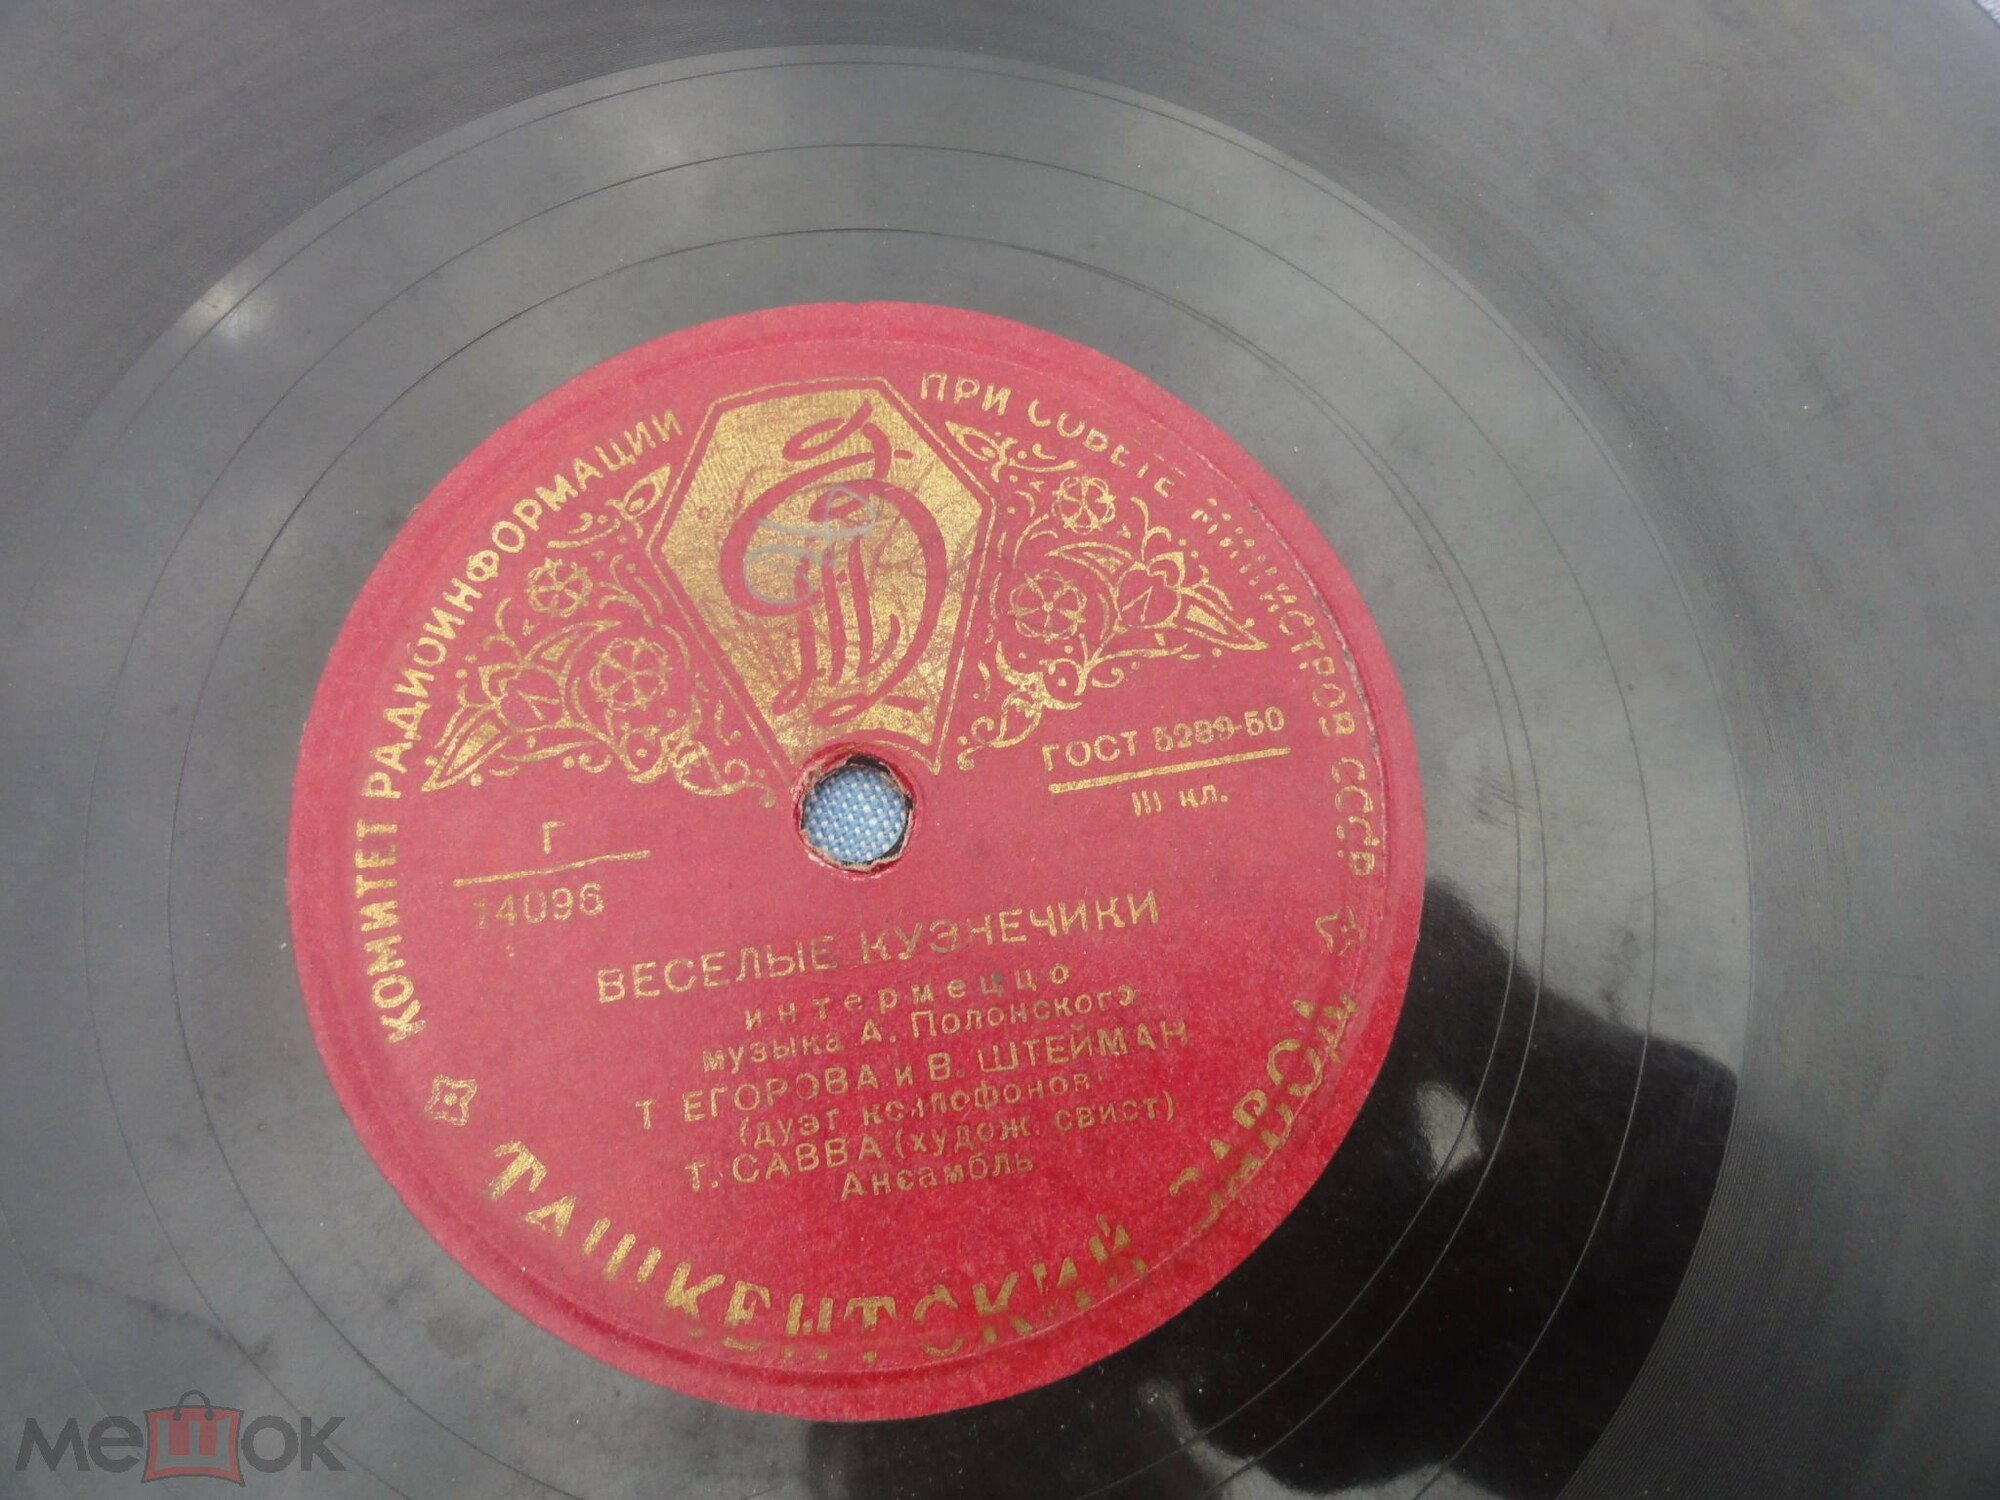 КОМИТЕТ РАДИОИНФОРМАЦИИ
ПРИ СОВЕТЕ МИНИСТРОВ СССР
ГОСТ 5289-50
III кл.
Г
14096
ВЕСЕЛЫЕ КУЗНЕЧИКИ
интермеццо
музыка А. Полонского
Т. ЕГОРОВА и В. ШТЕЙМАН
(дуэт ксилофонов)
Т. САВВА (худож. свист)
Ансамбль
ТАШКЕНТСКИЙ ЗАВОД
мешок